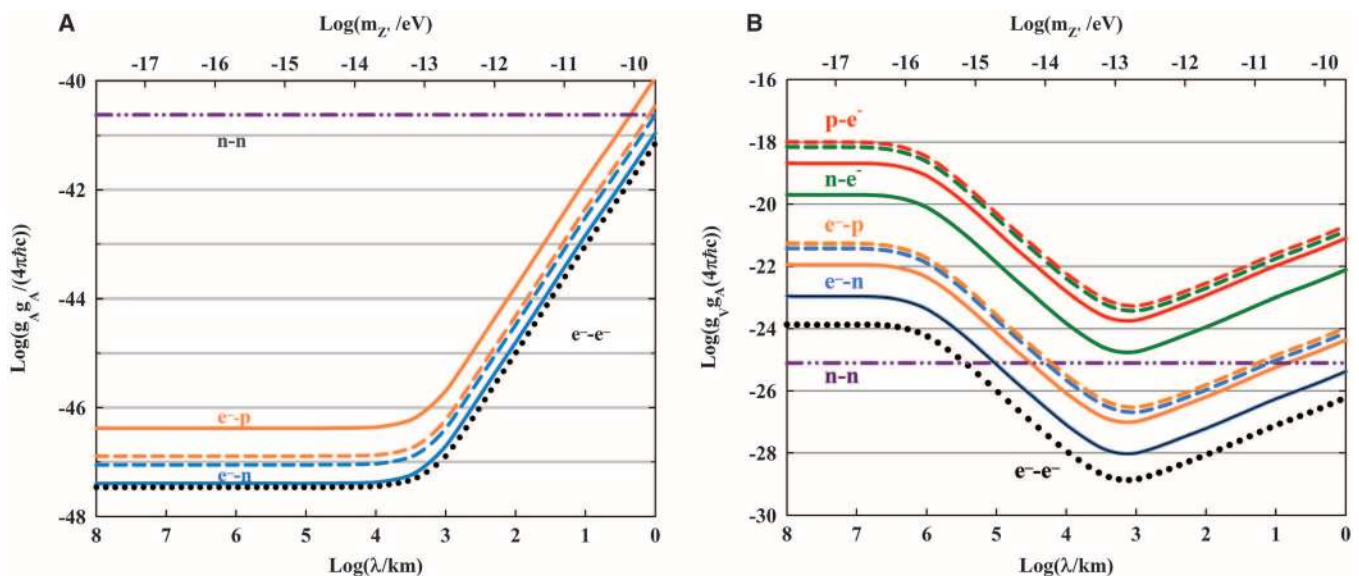 A
Log(m_Z' /eV)
-17 -16 -15 -14 -13 -12 -11 -10
-40
n-n
-42
-44
e⁻-e⁻
-46
e⁻-p
e⁻-n
-48
8 7 6 5 4 3 2 1 0
Log(λ/km)
Log(g_A g_A/(4πħc))
B
Log(m_Z' /eV)
-17 -16 -15 -14 -13 -12 -11 -10
-16
p-e⁻
-18
n-e⁻
-20
e⁻-p
-22
e⁻-n
-24
n-n
-26
e⁻-e⁻
-28
-30
8 7 6 5 4 3 2 1 0
Log(λ/km)
Log(g_V g_A(4πħc))